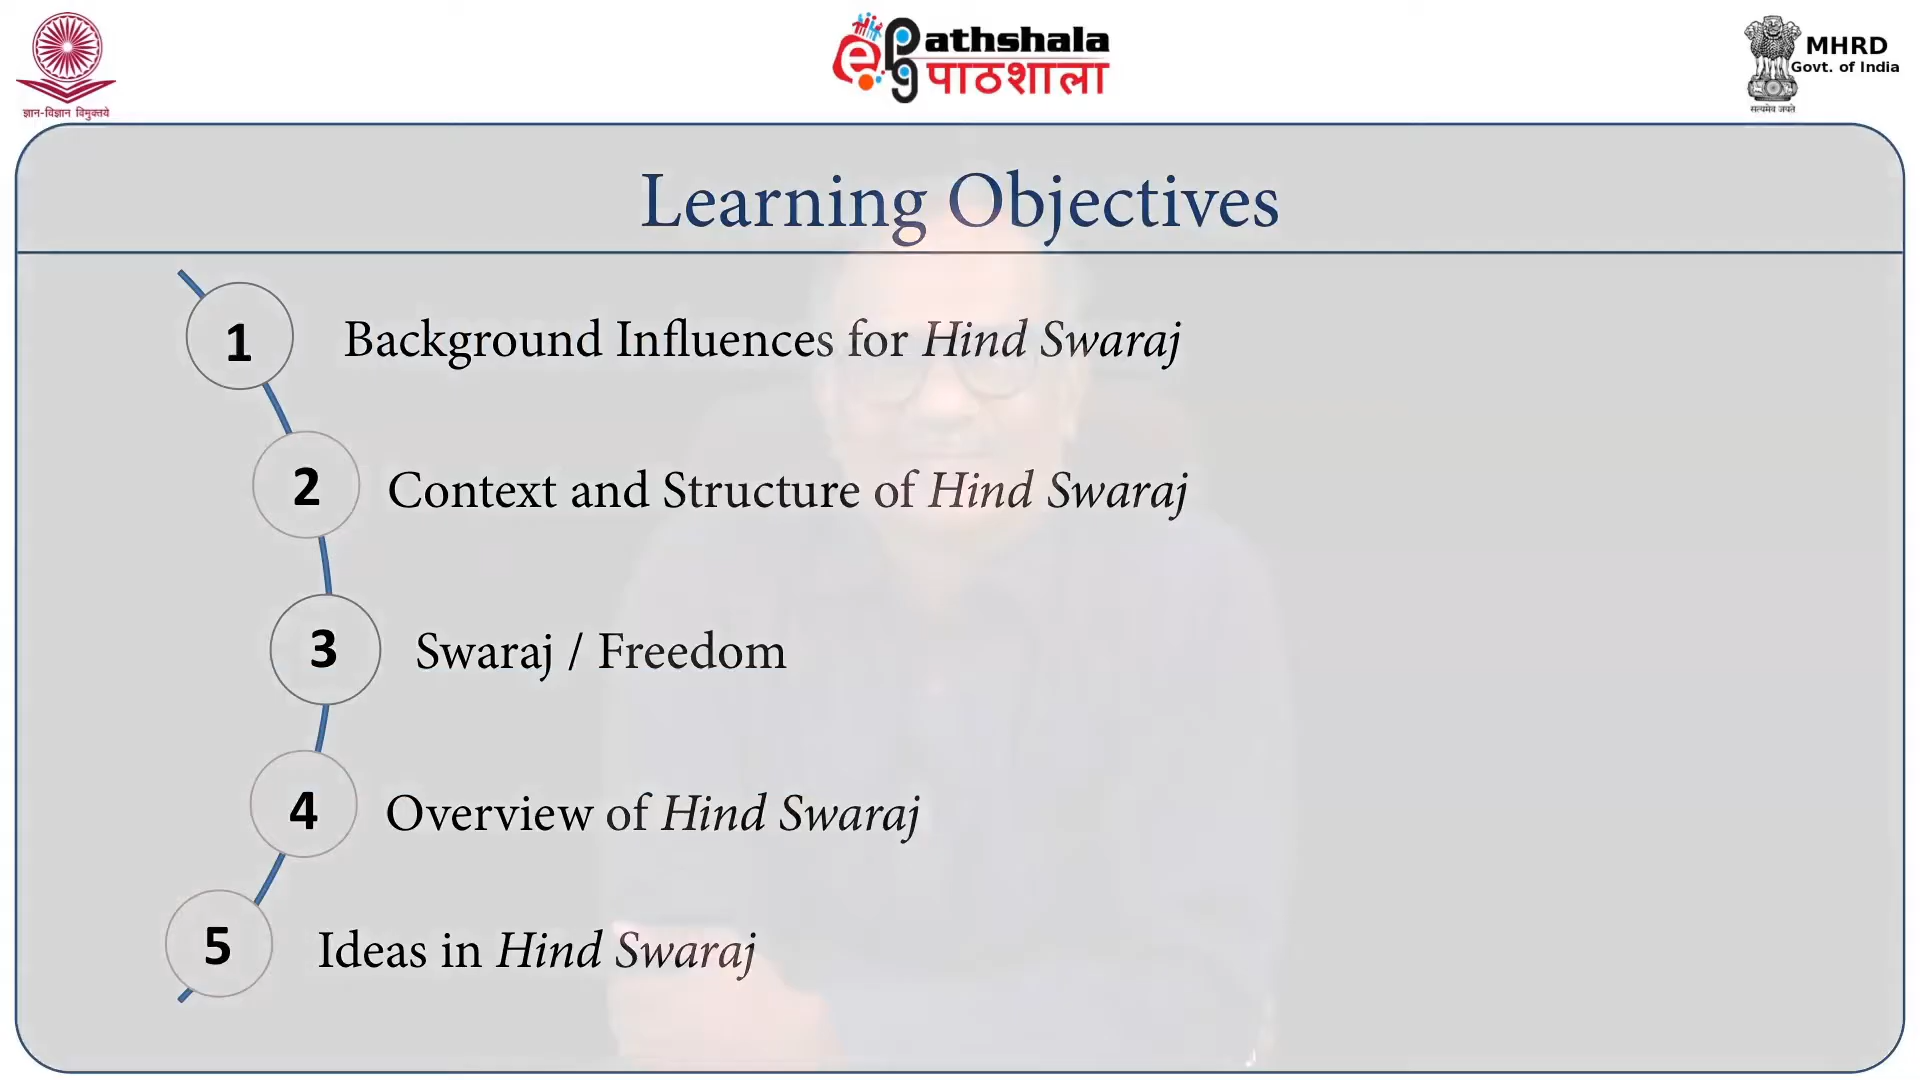 ज्ञान-विज्ञान विमुक्तये
e PG Pathshala
पाठशाला
MHRD
Govt. of India
सत्यमेव जयते
Learning Objectives
1 Background Influences for Hind Swaraj
2 Context and Structure of Hind Swaraj
3 Swaraj / Freedom
4 Overview of Hind Swaraj
5 Ideas in Hind Swaraj